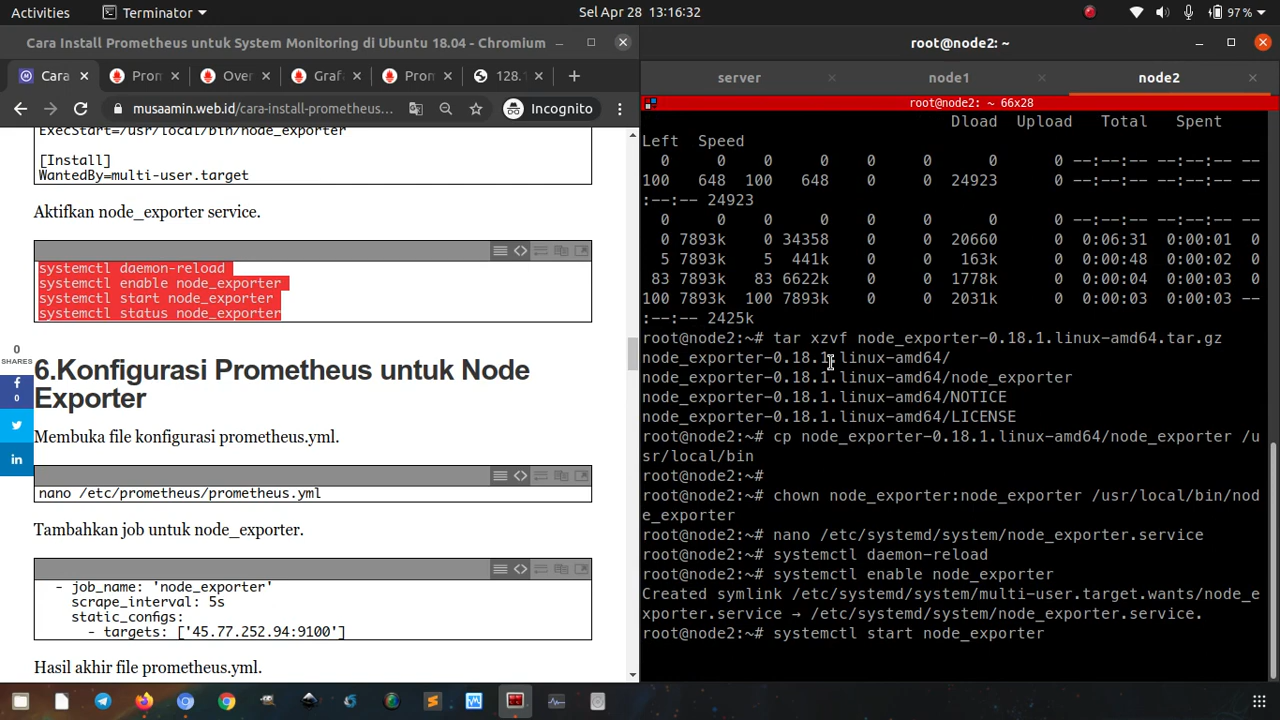 Activities
Terminator
Sel Apr 28 13:16:32
97 %
Cara Install Prometheus untuk System Monitoring di Ubuntu 18.04 - Chromium
Cara
Prom
Over
Graf
Prom
128.
musaamin.web.id/cara-install-prometheus...
Incognito
ExecStart=/usr/local/bin/node_exporter
[Install]
WantedBy=multi-user.target
Aktifkan node_exporter service.
systemctl daemon-reload
systemctl enable node_exporter
systemctl start node_exporter
systemctl status node_exporter
0
SHARES
0
6.Konfigurasi Prometheus untuk Node
Exporter
Membuka file konfigurasi prometheus.yml.
nano /etc/prometheus/prometheus.yml
Tambahkan job untuk node_exporter.
- job_name: 'node_exporter'
scrape_interval: 5s
static_configs:
- targets: ['45.77.252.94:9100']
Hasil akhir file prometheus.yml.
root@node2: ~
server
node1
node2
root@node2: ~ 66x28
Dload Upload Total Spent
Left Speed
0 0 0 0 0 0 0 0 --:--:-- --:--:-- --
100 648 100 648 0 0 24923 0 --:--:-- --:--:-- --
:--:-- 24923
0 0 0 0 0 0 0 0 --:--:-- --:--:-- 0
0 7893k 0 34358 0 0 20660 0 0:06:31 0:00:01 0
5 7893k 5 441k 0 0 163k 0 0:00:48 0:00:02 0
83 7893k 83 6622k 0 0 1778k 0 0:00:04 0:00:03 0
100 7893k 100 7893k 0 0 2031k 0 0:00:03 0:00:03 --
:--:-- 2425k
root@node2:~# tar xzvf node_exporter-0.18.1.linux-amd64.tar.gz
node_exporter-0.18.1.linux-amd64/
node_exporter-0.18.1.linux-amd64/node_exporter
node_exporter-0.18.1.linux-amd64/NOTICE
node_exporter-0.18.1.linux-amd64/LICENSE
root@node2:~# cp node_exporter-0.18.1.linux-amd64/node_exporter /u
sr/local/bin
root@node2:~#
root@node2:~# chown node_exporter:node_exporter /usr/local/bin/nod
e_exporter
root@node2:~# nano /etc/systemd/system/node_exporter.service
root@node2:~# systemctl daemon-reload
root@node2:~# systemctl enable node_exporter
Created symlink /etc/systemd/system/multi-user.target.wants/node_e
xporter.service → /etc/systemd/system/node_exporter.service.
root@node2:~# systemctl start node_exporter